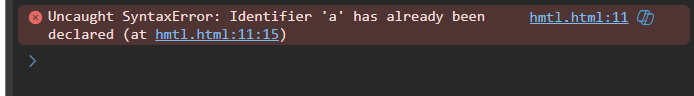 Uncaught SyntaxError: Identifier 'a' has already been hmtl.html:11
declared (at hmtl.html:11:15)